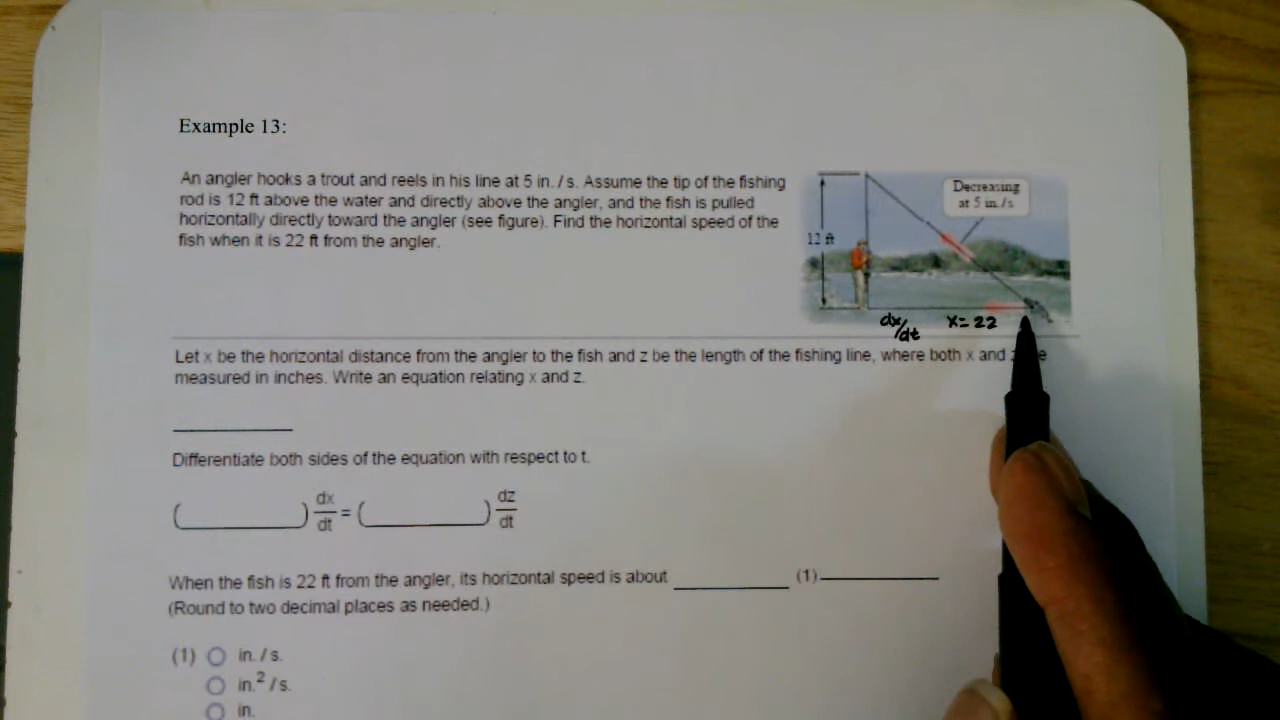 Example 13:
An angler hooks a trout and reels in his line at 5 in./s. Assume the tip of the fishing
rod is 12 ft above the water and directly above the angler, and the fish is pulled
horizontally directly toward the angler (see figure). Find the horizontal speed of the
fish when it is 22 ft from the angler.
Decreasing
at 5 in./s
12 ft
dx/dt x=22
Let x be the horizontal distance from the angler to the fish and z be the length of the fishing line, where both x and
measured in inches. Write an equation relating x and z.
Differentiate both sides of the equation with respect to t.
( ) dx/dt = ( ) dz/dt
When the fish is 22 ft from the angler, its horizontal speed is about (1)
(Round to two decimal places as needed.)
(1) in./s.
in.²/s.
in.